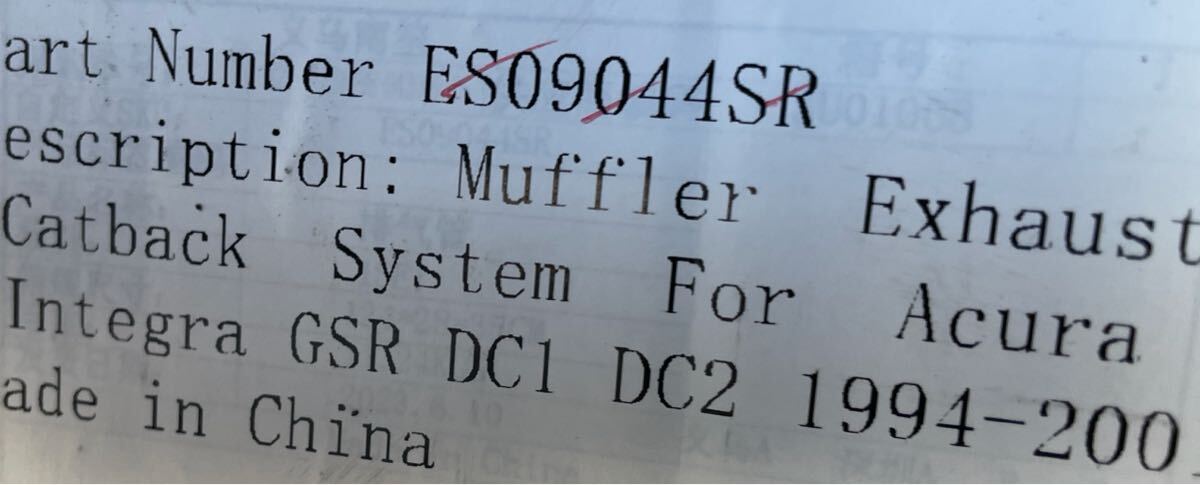 art Number ES09044SR
escription: Muffler Exhaust
Catback System For Acura
Integra GSR DC1 DC2 1994-200
ade in China